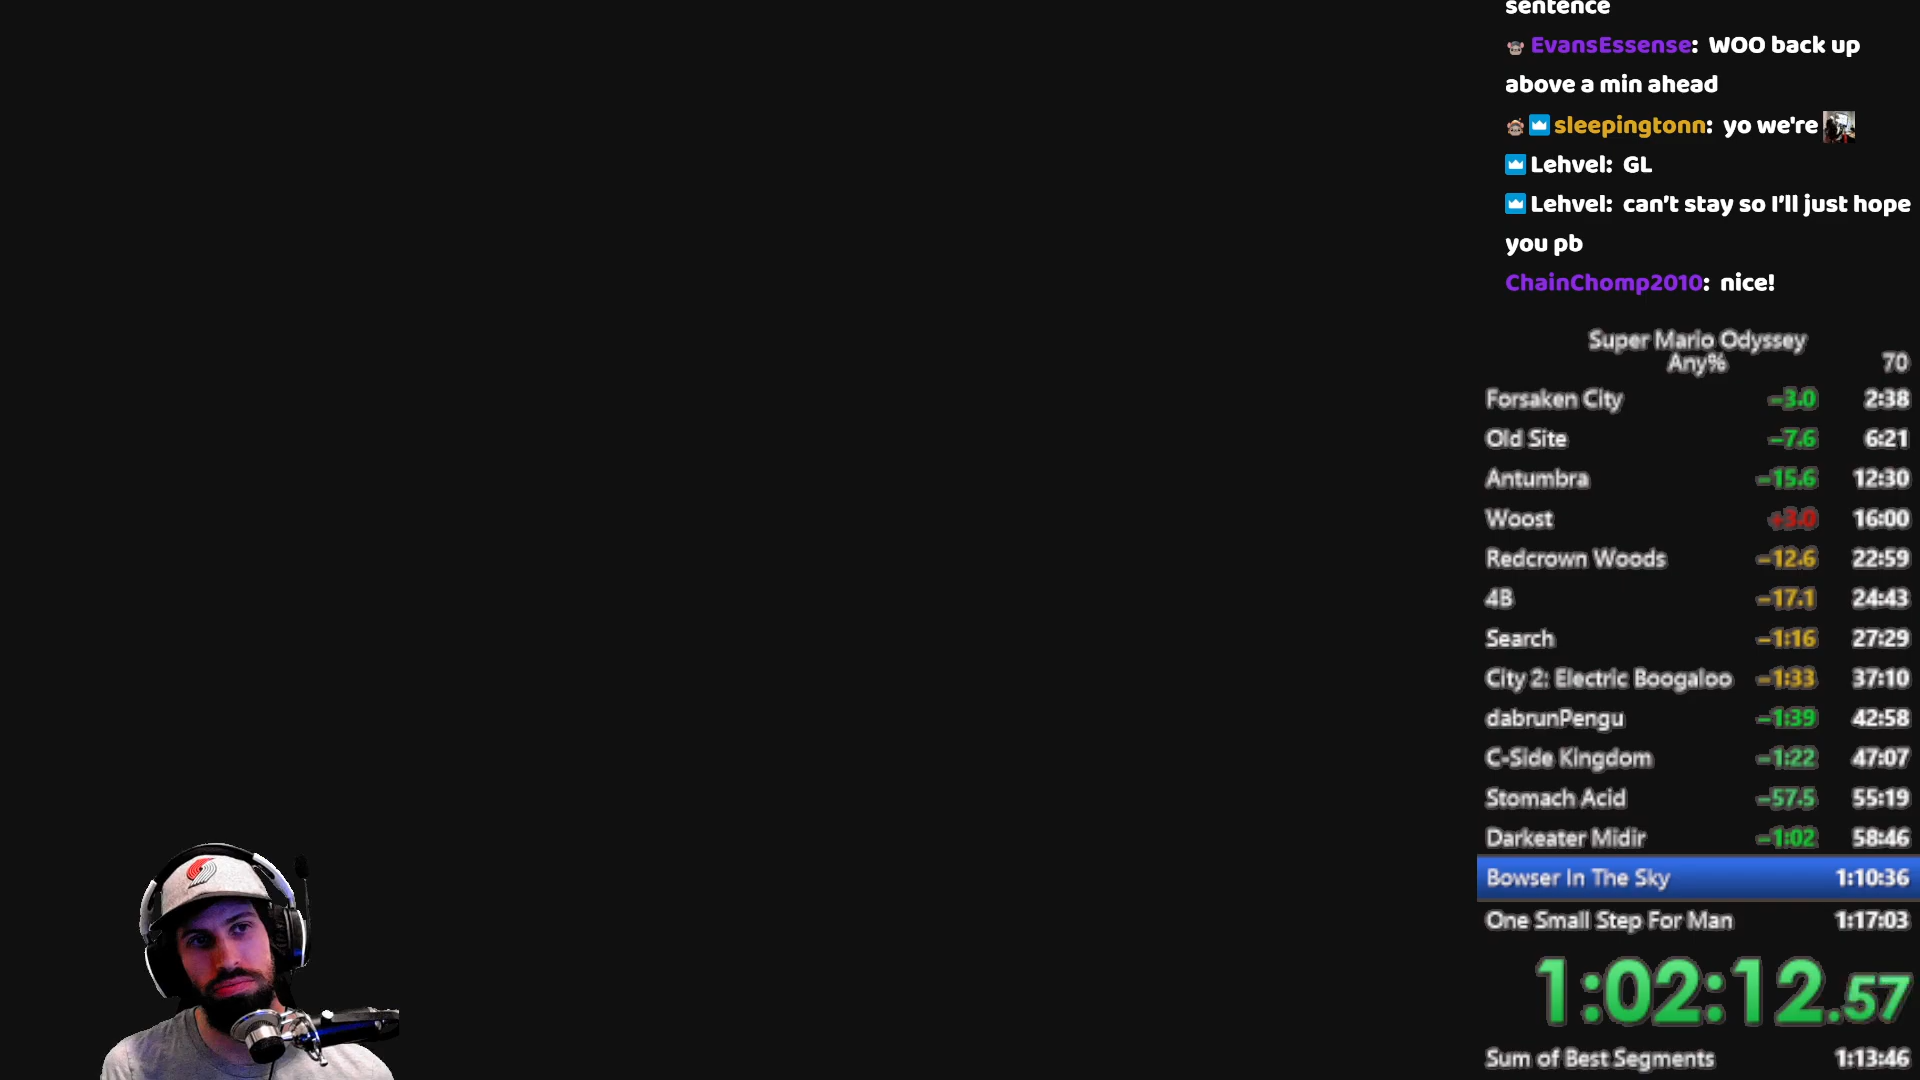 sentence
EvansEssense: WOO back up
above a min ahead
sleepingtonn: yo we're
Lehvel: GL
Lehvel: can't stay so I'll just hope
you pb
ChainChomp2010: nice!
Super Mario Odyssey
Any% 70
Forsaken City -3.0 2:38
Old Site -7.6 6:21
Antumbra -15.6 12:30
Woost +3.0 16:00
Redcrown Woods -12.6 22:59
4B -17.1 24:43
Search -1:16 27:29
City 2: Electric Boogaloo -1:33 37:10
dabrunPengu -1:39 42:58
C-Side Kingdom -1:22 47:07
Stomach Acid -57.5 55:19
Darkeater Midir -1:02 58:46
Bowser In The Sky 1:10:36
One Small Step For Man 1:17:03
1:02:12.57
Sum of Best Segments 1:13:46